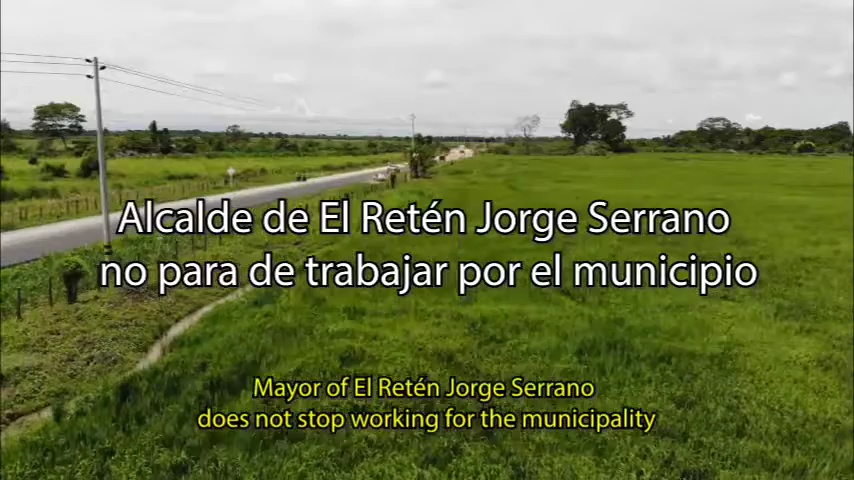 Alcalde de El Retén Jorge Serrano
no para de trabajar por el municipio
Mayor of El Retén Jorge Serrano
does not stop working for the municipality